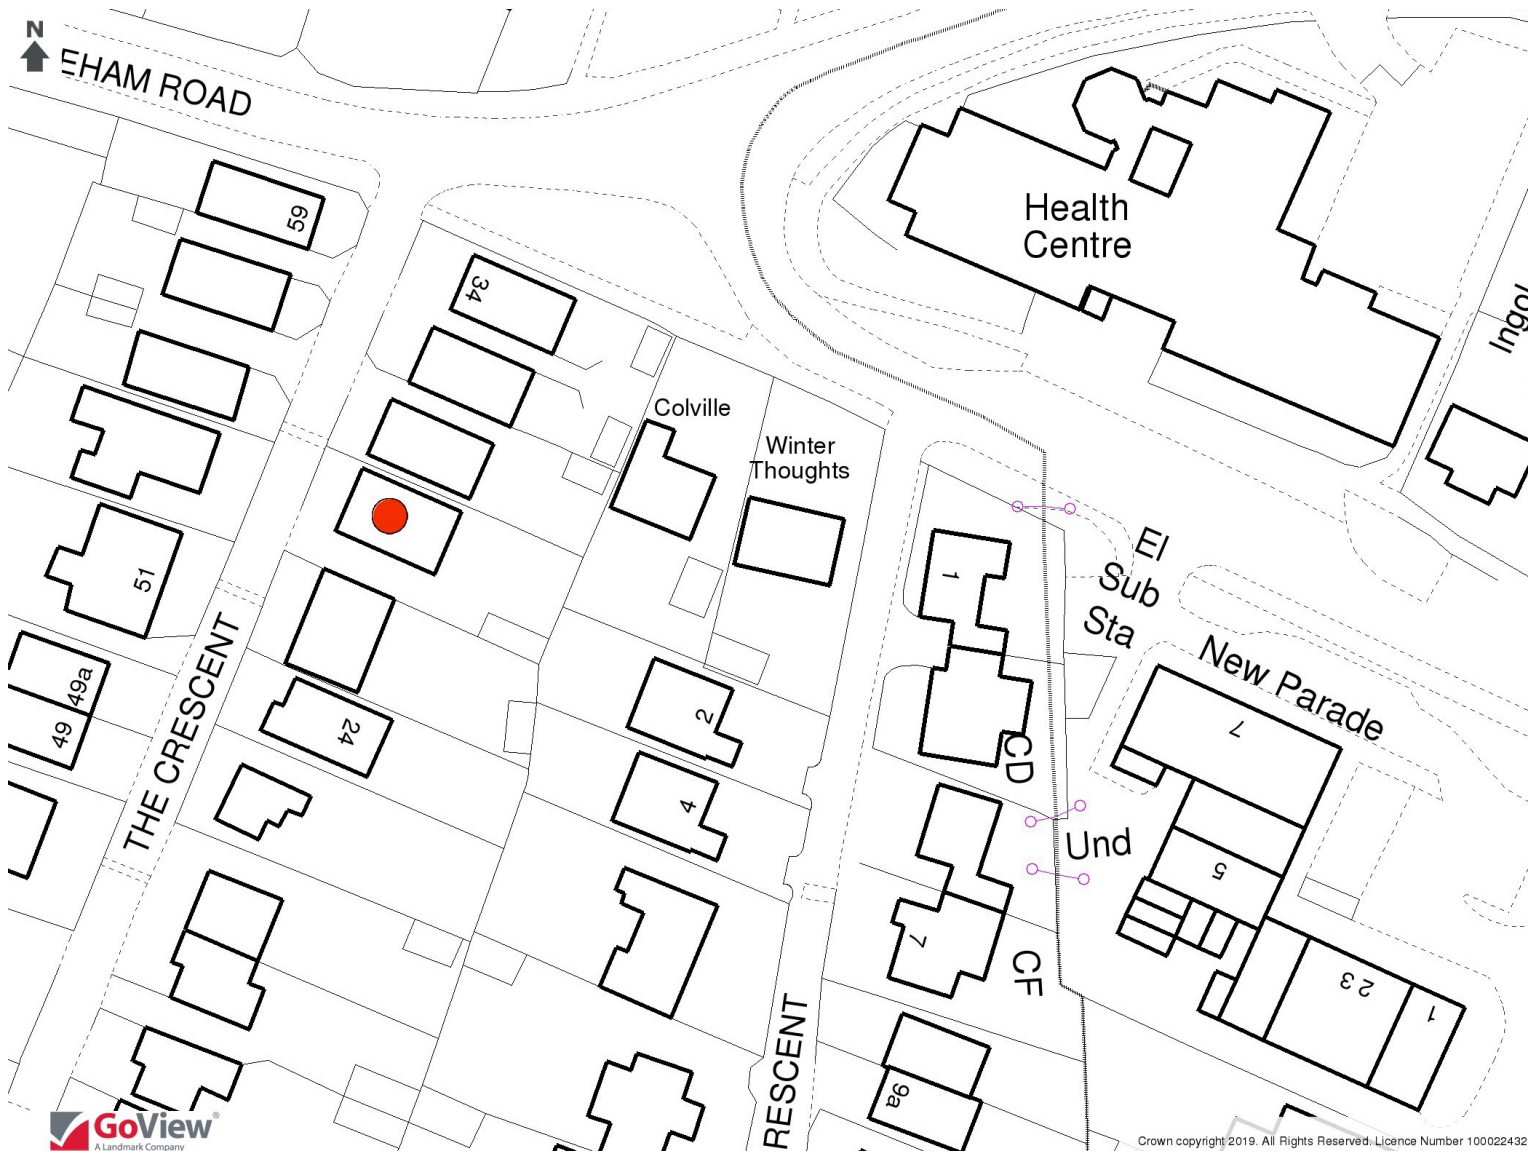 N
EHAM ROAD
59
34
Health
Centre
Ingol
Colville
Winter
Thoughts
51
El
Sub
Sta
1
49a
49
THE CRESCENT
24
2
4
New Parade
7
CD
Und
5
7
CF
2 3
1
RESCENT
9a
GoView®
A Landmark Company
Crown copyright 2019. All Rights Reserved. Licence Number 100022432